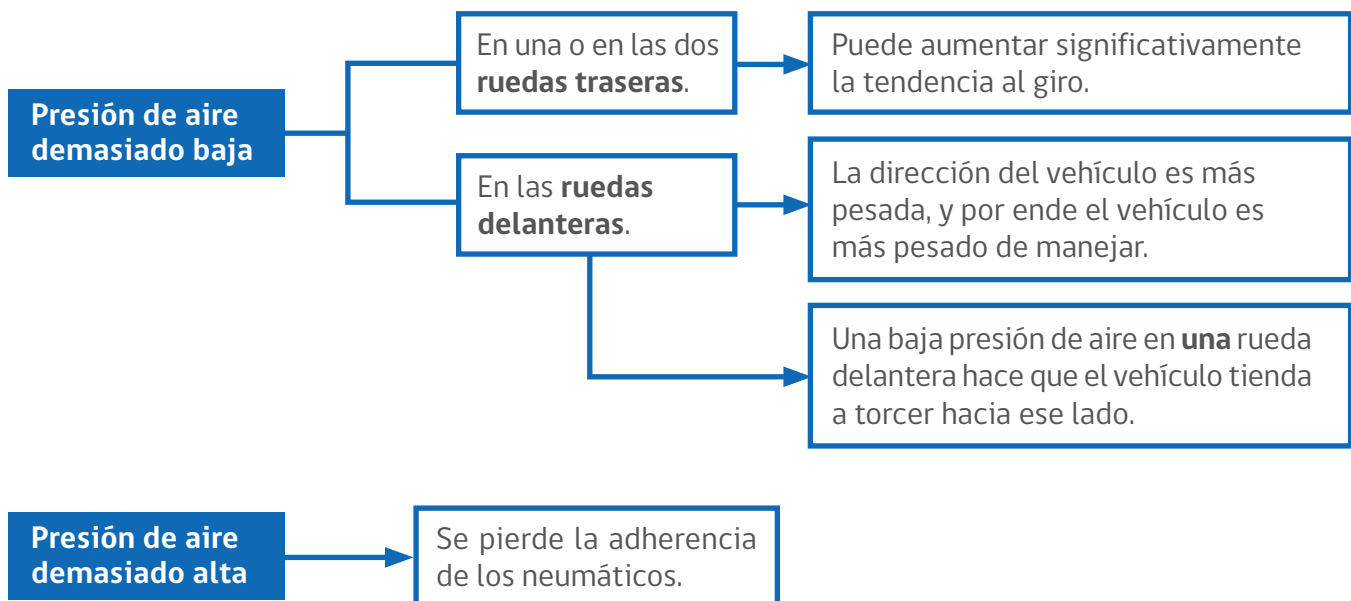 Presión de aire
demasiado baja
En una o en las dos
ruedas traseras.
Puede aumentar significativamente
la tendencia al giro.
En las ruedas
delanteras.
La dirección del vehículo es más
pesada, y por ende el vehículo es
más pesado de manejar.
Una baja presión de aire en una rueda
delantera hace que el vehículo tienda
a torcer hacia ese lado.
Presión de aire
demasiado alta
Se pierde la adherencia
de los neumáticos.